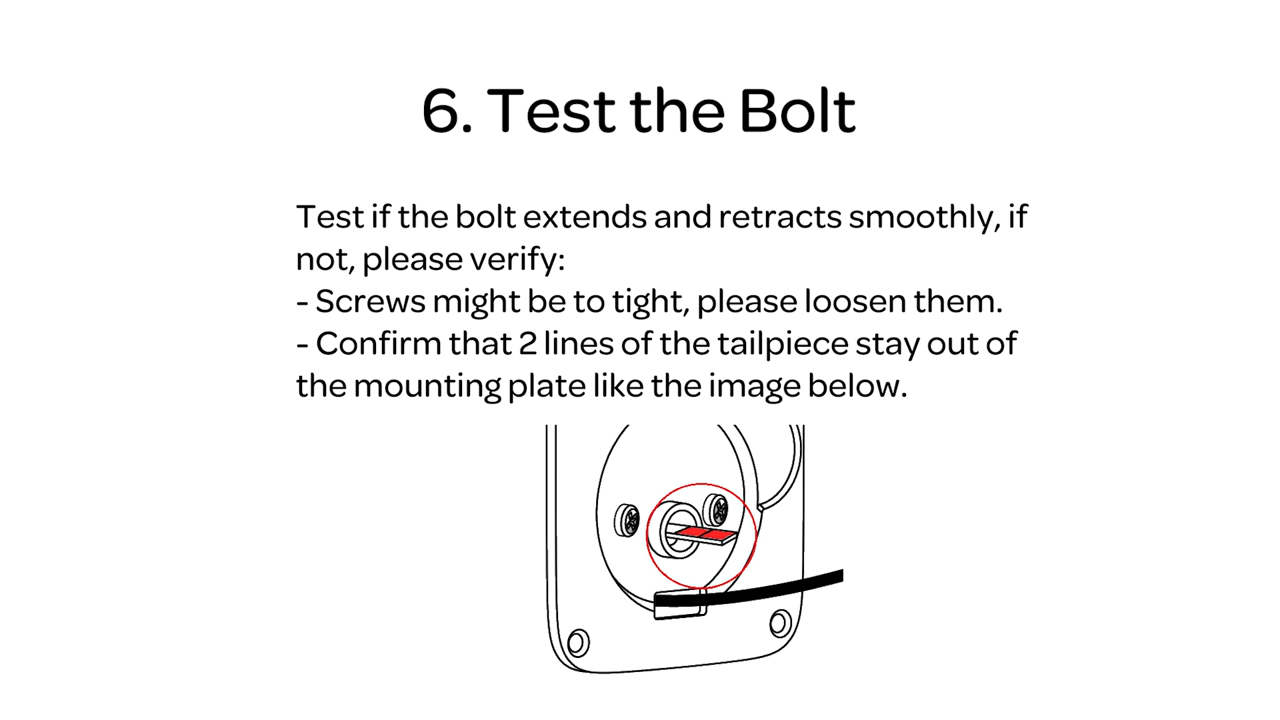 6. Test the Bolt
Test if the bolt extends and retracts smoothly, if
not, please verify:
- Screws might be to tight, please loosen them.
- Confirm that 2 lines of the tailpiece stay out of
the mounting plate like the image below.